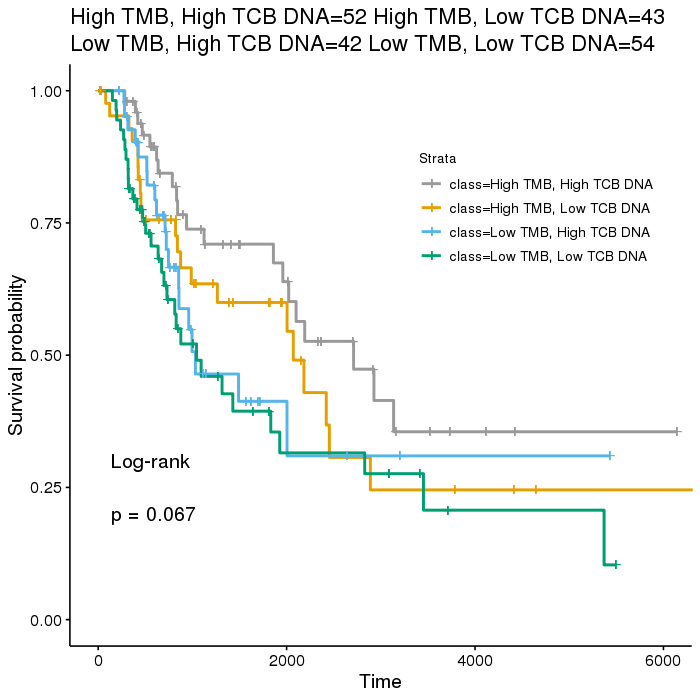 High TMB, High TCB DNA=52 High TMB, Low TCB DNA=43
Low TMB, High TCB DNA=42 Low TMB, Low TCB DNA=54
Strata
class=High TMB, High TCB DNA
class=High TMB, Low TCB DNA
class=Low TMB, High TCB DNA
class=Low TMB, Low TCB DNA
Survival probability
1.00
0.75
0.50
0.25
0.00
Log-rank
p = 0.067
0 2000 4000 6000
Time